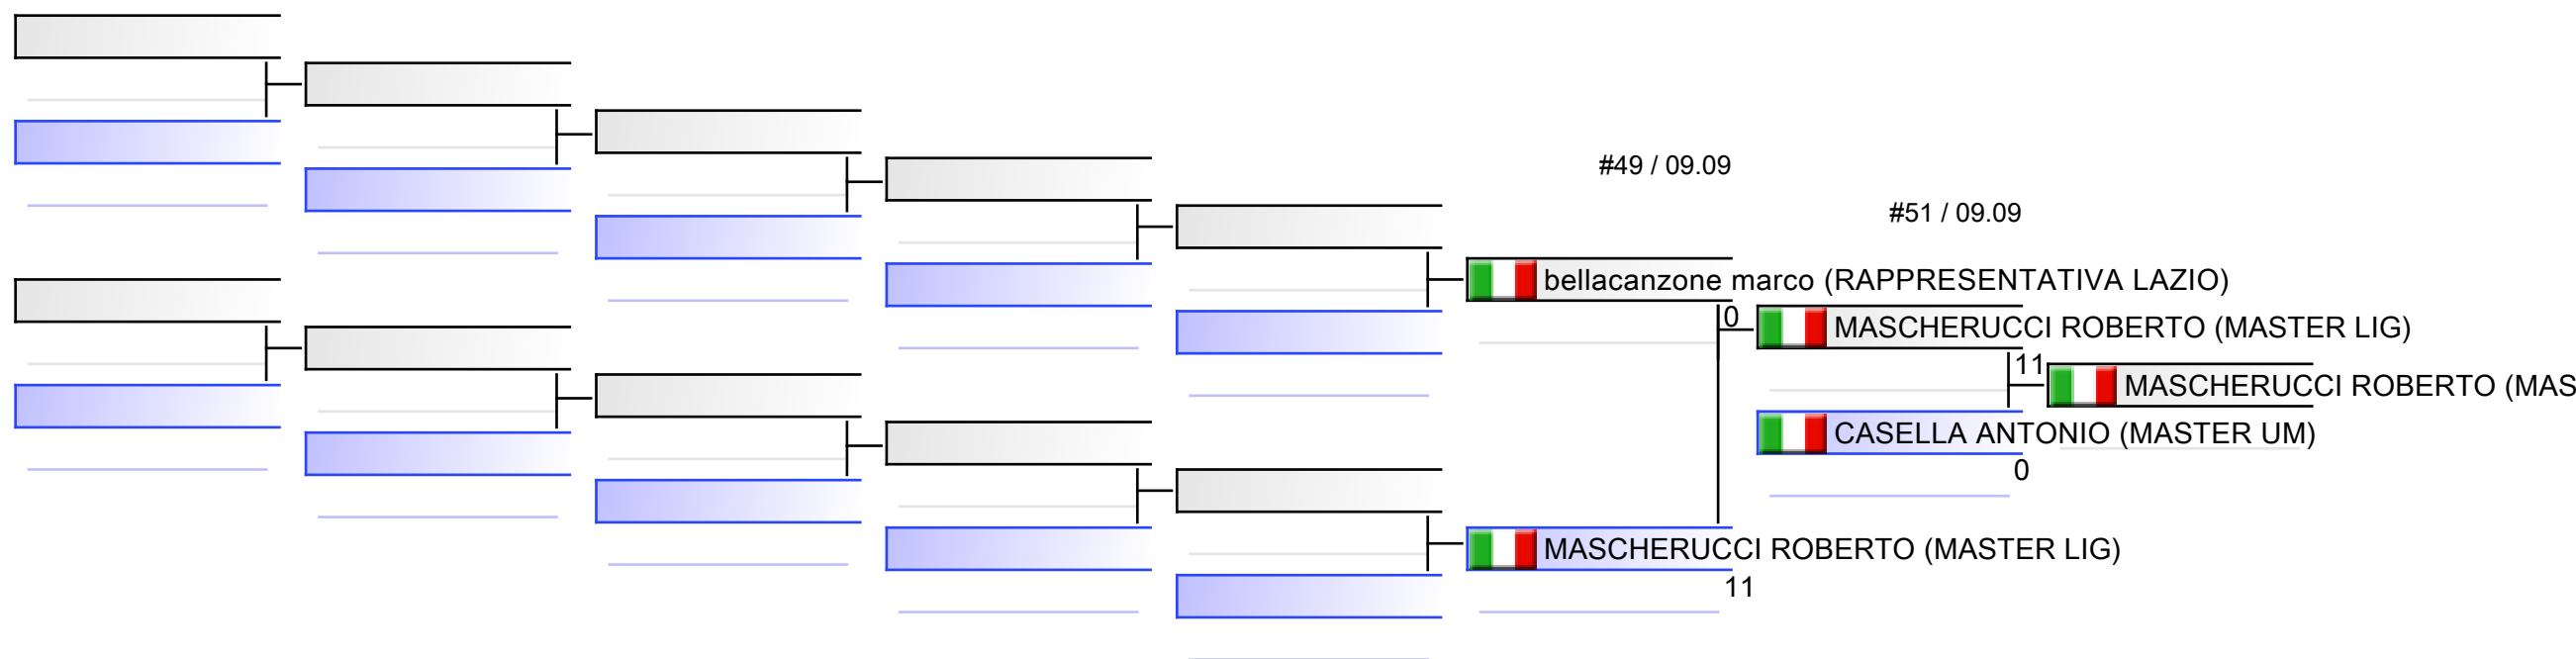 #49 / 09.09
#51 / 09.09
bellacanzone marco (RAPPRESENTATIVA LAZIO)
0
MASCHERUCCI ROBERTO (MASTER LIG)
11
MASCHERUCCI ROBERTO (MAS
CASELLA ANTONIO (MASTER UM)
0
MASCHERUCCI ROBERTO (MASTER LIG)
11